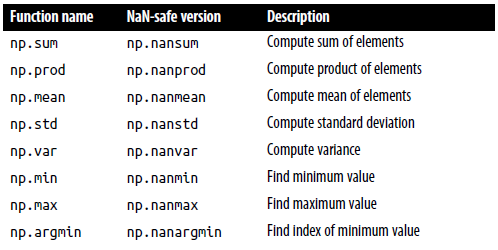 Function name NaN-safe version Description
np.sum np.nansum Compute sum of elements
np.prod np.nanprod Compute product of elements
np.mean np.nanmean Compute mean of elements
np.std np.nanstd Compute standard deviation
np.var np.nanvar Compute variance
np.min np.nanmin Find minimum value
np.max np.nanmax Find maximum value
np.argmin np.nanargmin Find index of minimum value